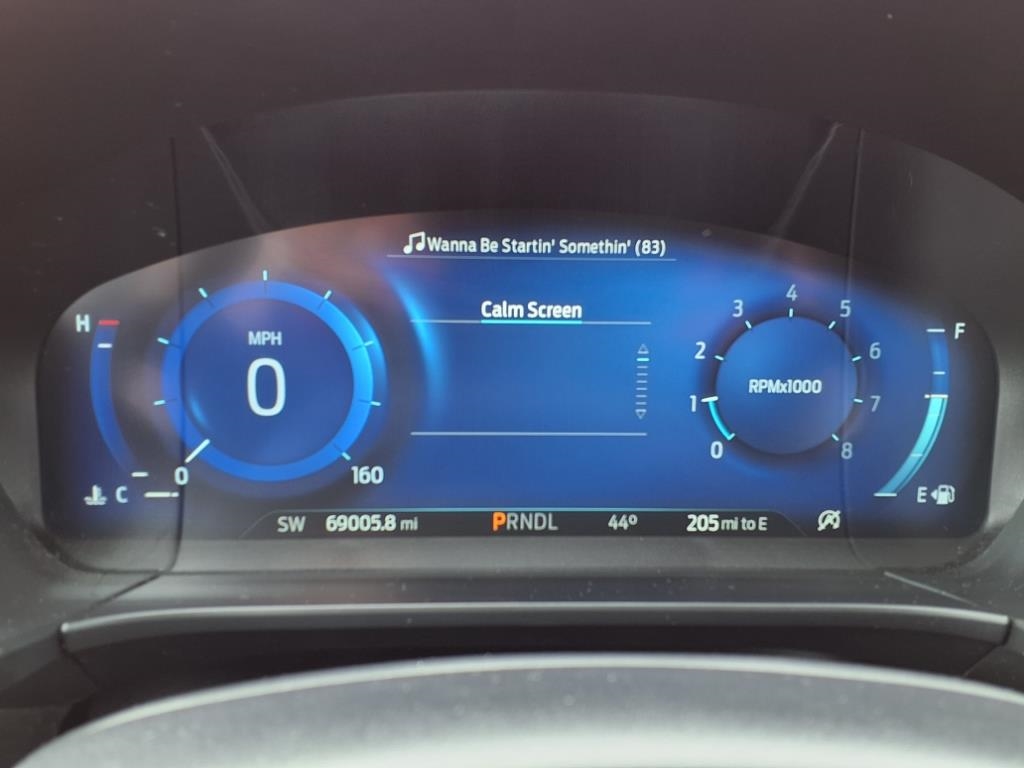 Wanna Be Startin' Somethin' (83)
Calm Screen
H
C
MPH
0
0
160
RPMx1000
0
1
2
3
4
5
6
7
8
F
E
SW 69005.8 mi PRNDL 44º 205 mi to E